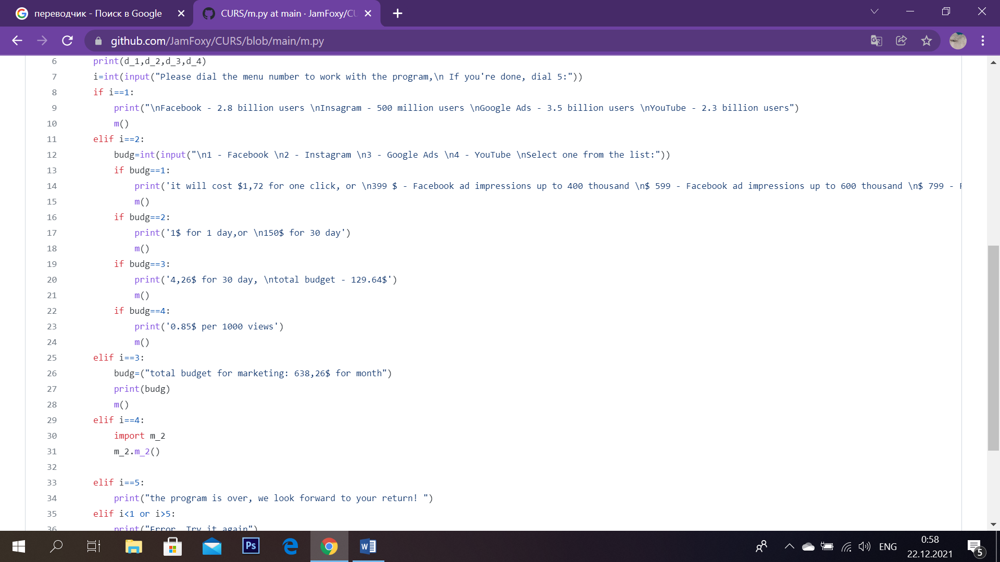 переводчик - Поиск в Google
CURS/m.py at main · JamFoxy/CU
github.com/JamFoxy/CURS/blob/main/m.py
6 print(d_1,d_2,d_3,d_4)
7 i=int(input("Please dial the menu number to work with the program,\n If you're done, dial 5:"))
8 if i==1:
9 print("\nFacebook - 2.8 billion users \nInsagram - 500 million users \nGoogle Ads - 3.5 billion users \nYouTube - 2.3 billion users")
10 m()
11 elif i==2:
12 budg=int(input("\n1 - Facebook \n2 - Instagram \n3 - Google Ads \n4 - YouTube \nSelect one from the list:"))
13 if budg==1:
14 print('it will cost $1,72 for one click, or \n399 $ - Facebook ad impressions up to 400 thousand \n$ 599 - Facebook ad impressions up to 600 thousand \n$ 799 -
15 m()
16 if budg==2:
17 print('1$ for 1 day,or \n150$ for 30 day')
18 m()
19 if budg==3:
20 print('4,26$ for 30 day, \ntotal budget - 129.64$')
21 m()
22 if budg==4:
23 print('0.85$ per 1000 views')
24 m()
25 elif i==3:
26 budg=("total budget for marketing: 638,26$ for month")
27 print(budg)
28 m()
29 elif i==4:
30 import m_2
31 m_2.m_2()
32
33 elif i==5:
34 print("the program is over, we look forward to your return! ")
35 elif i<1 or i>5:
36 print("Error. Try it again")
Ps
ENG
0:58
22.12.2021
5